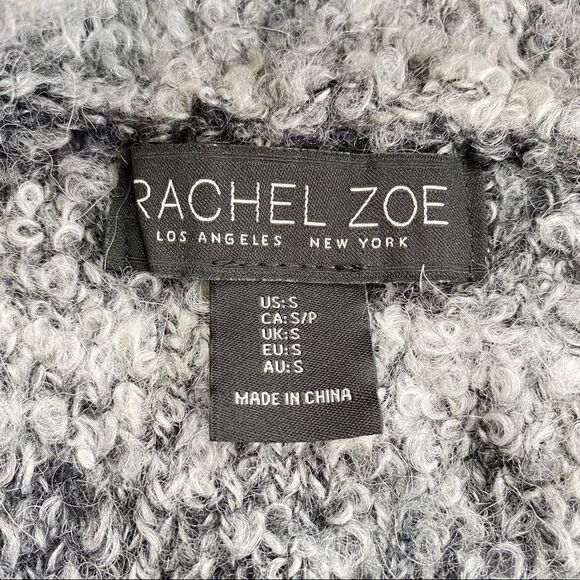 RACHEL ZOE
LOS ANGELES NEW YORK
US: S
CA: S/P
UK: S
EU: S
AU: S
MADE IN CHINA